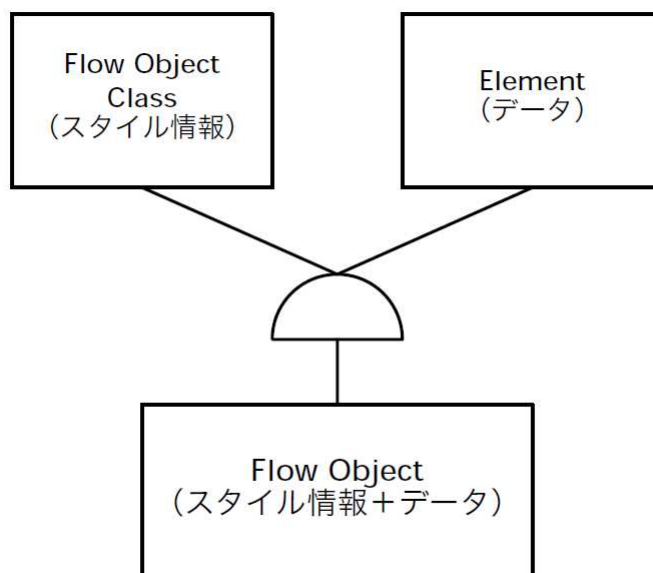 Flow Object
Class
（スタイル情報）
Element
（データ）
Flow Object
（スタイル情報＋データ）